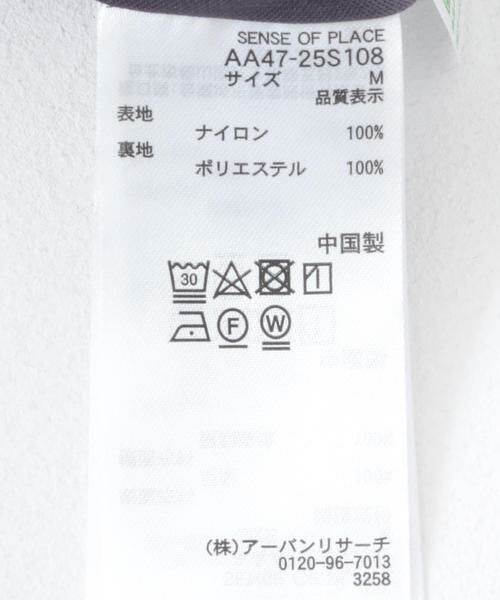 SENSE OF PLACE
AA47-25S108
サイズ M
品質表示
表地
ナイロン 100%
裏地
ポリエステル 100%
中国製
30
F W
(株)アーバンリサーチ
0120-96-7013
3258